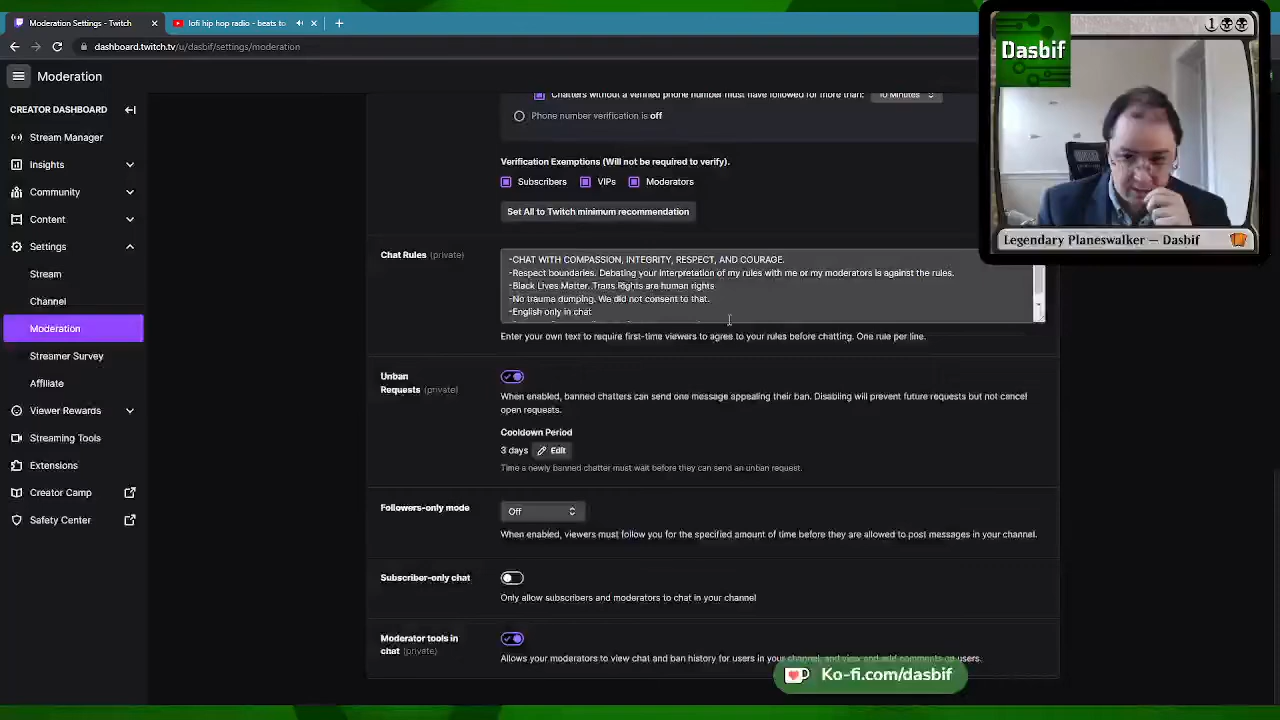 Moderation Settings - Twitch
lofi hip hop radio - beats to
dashboard.twitch.tv/u/dasbif/settings/moderation
Moderation
CREATOR DASHBOARD
Stream Manager
Insights
Community
Content
Settings
Stream
Channel
Moderation
Streamer Survey
Affiliate
Viewer Rewards
Streaming Tools
Extensions
Creator Camp
Safety Center
Chatters without a verified phone number must have followed for more than: 10 Minutes
Phone number verification is off
Verification Exemptions (Will not be required to verify).
Subscribers VIPs Moderators
Set All to Twitch minimum recommendation
Chat Rules (private)
-CHAT WITH COMPASSION, INTEGRITY, RESPECT, AND COURAGE.
-Respect boundaries. Debating your interpretation of my rules with me or my moderators is against the rules.
-Black Lives Matter. Trans Rights are human rights
-No trauma dumping. We did not consent to that.
-English only in chat
Enter your own text to require first-time viewers to agree to your rules before chatting. One rule per line.
Unban
Requests (private)
When enabled, banned chatters can send one message appealing their ban. Disabling will prevent future requests but not cancel
open requests.
Cooldown Period
3 days Edit
Time a newly banned chatter must wait before they can send an unban request.
Followers-only mode
Off
When enabled, viewers must follow you for the specified amount of time before they are allowed to post messages in your channel.
Subscriber-only chat
Only allow subscribers and moderators to chat in your channel
Moderator tools in
chat (private)
Allows your moderators to view chat and ban history for users in your channel, and view and add comments on users.
Ko-fi.com/dasbif
1
Dasbif
Legendary Planeswalker — Dasbif